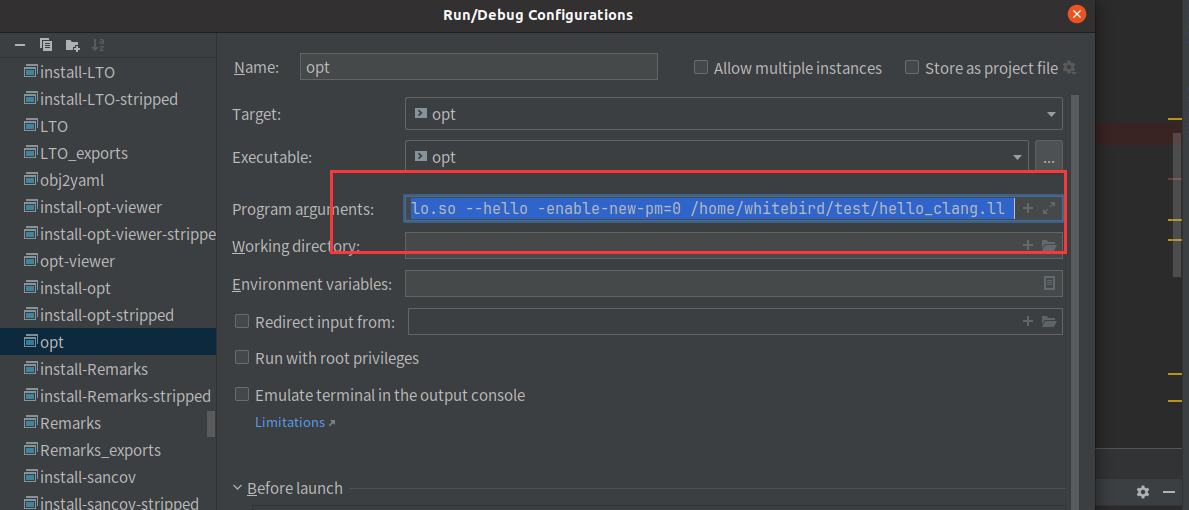 Run/Debug Configurations
install-LTO
install-LTO-stripped
LTO
LTO_exports
obj2yaml
install-opt-viewer
install-opt-viewer-strippe
opt-viewer
install-opt
install-opt-stripped
opt
install-Remarks
install-Remarks-stripped
Remarks
Remarks_exports
install-sancov
install-sancov-stripped
Name: opt
Allow multiple instances
Store as project file
Target: opt
Executable: opt ...
Program arguments: lo.so --hello -enable-new-pm=0 /home/whitebird/test/hello_clang.ll
Working directory:
Environment variables:
Redirect input from:
Run with root privileges
Emulate terminal in the output console
Limitations ↗
Before launch